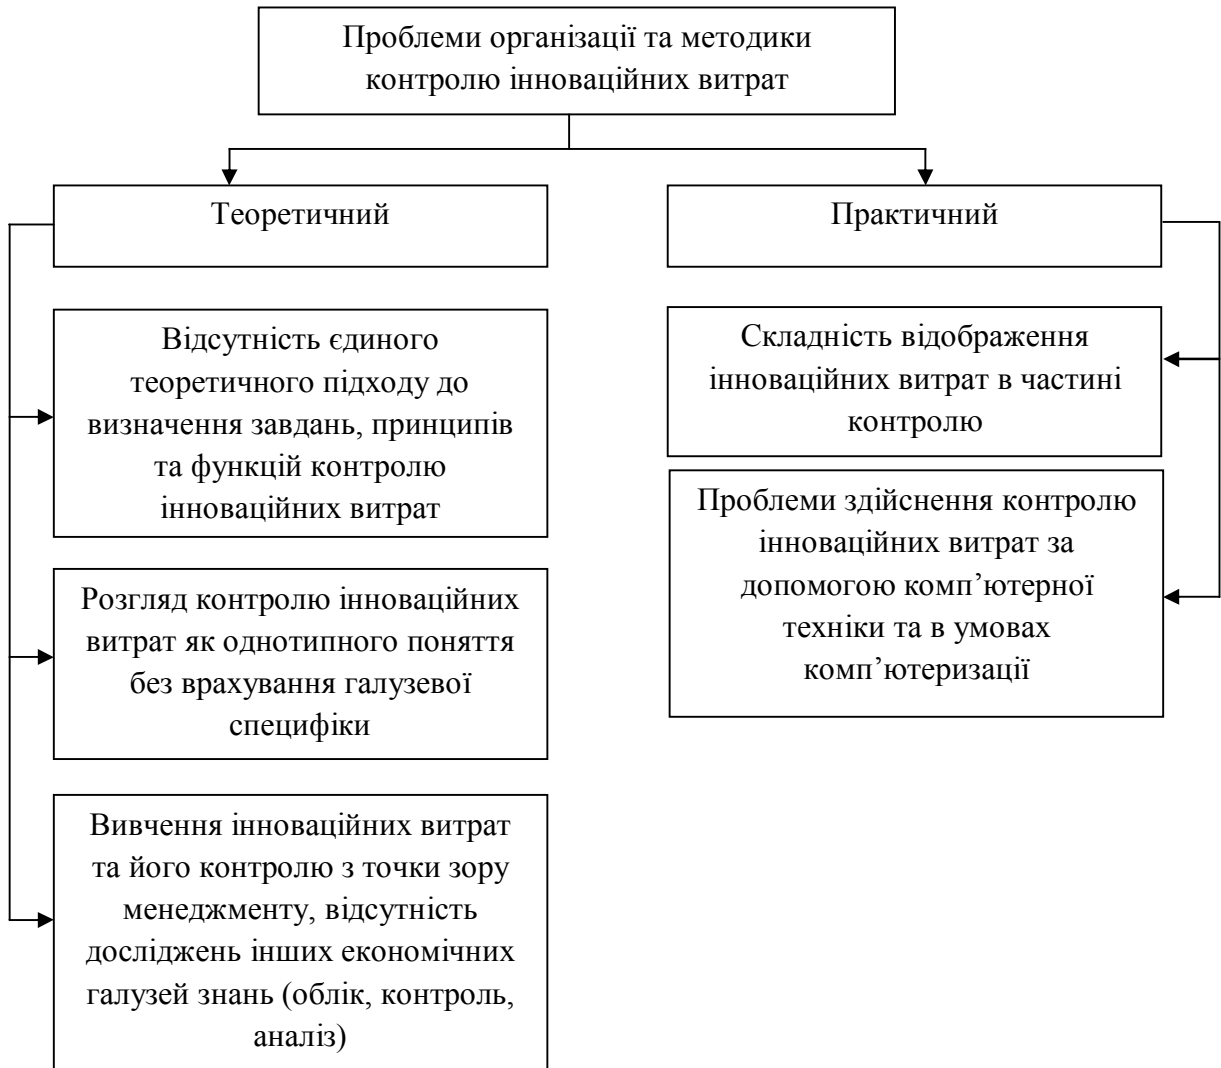 Проблеми організації та методики
контролю інноваційних витрат
Теоретичний
Практичний
Відсутність єдиного
теоретичного підходу до
визначення завдань, принципів
та функцій контролю
інноваційних витрат
Розгляд контролю інноваційних
витрат як однотипного поняття
без врахування галузевої
специфіки
Вивчення інноваційних витрат
та його контролю з точки зору
менеджменту, відсутність
досліджень інших економічних
галузей знань (облік, контроль,
аналіз)
Складність відображення
інноваційних витрат в частині
контролю
Проблеми здійснення контролю
інноваційних витрат за
допомогою комп’ютерної
техніки та в умовах
комп’ютеризації